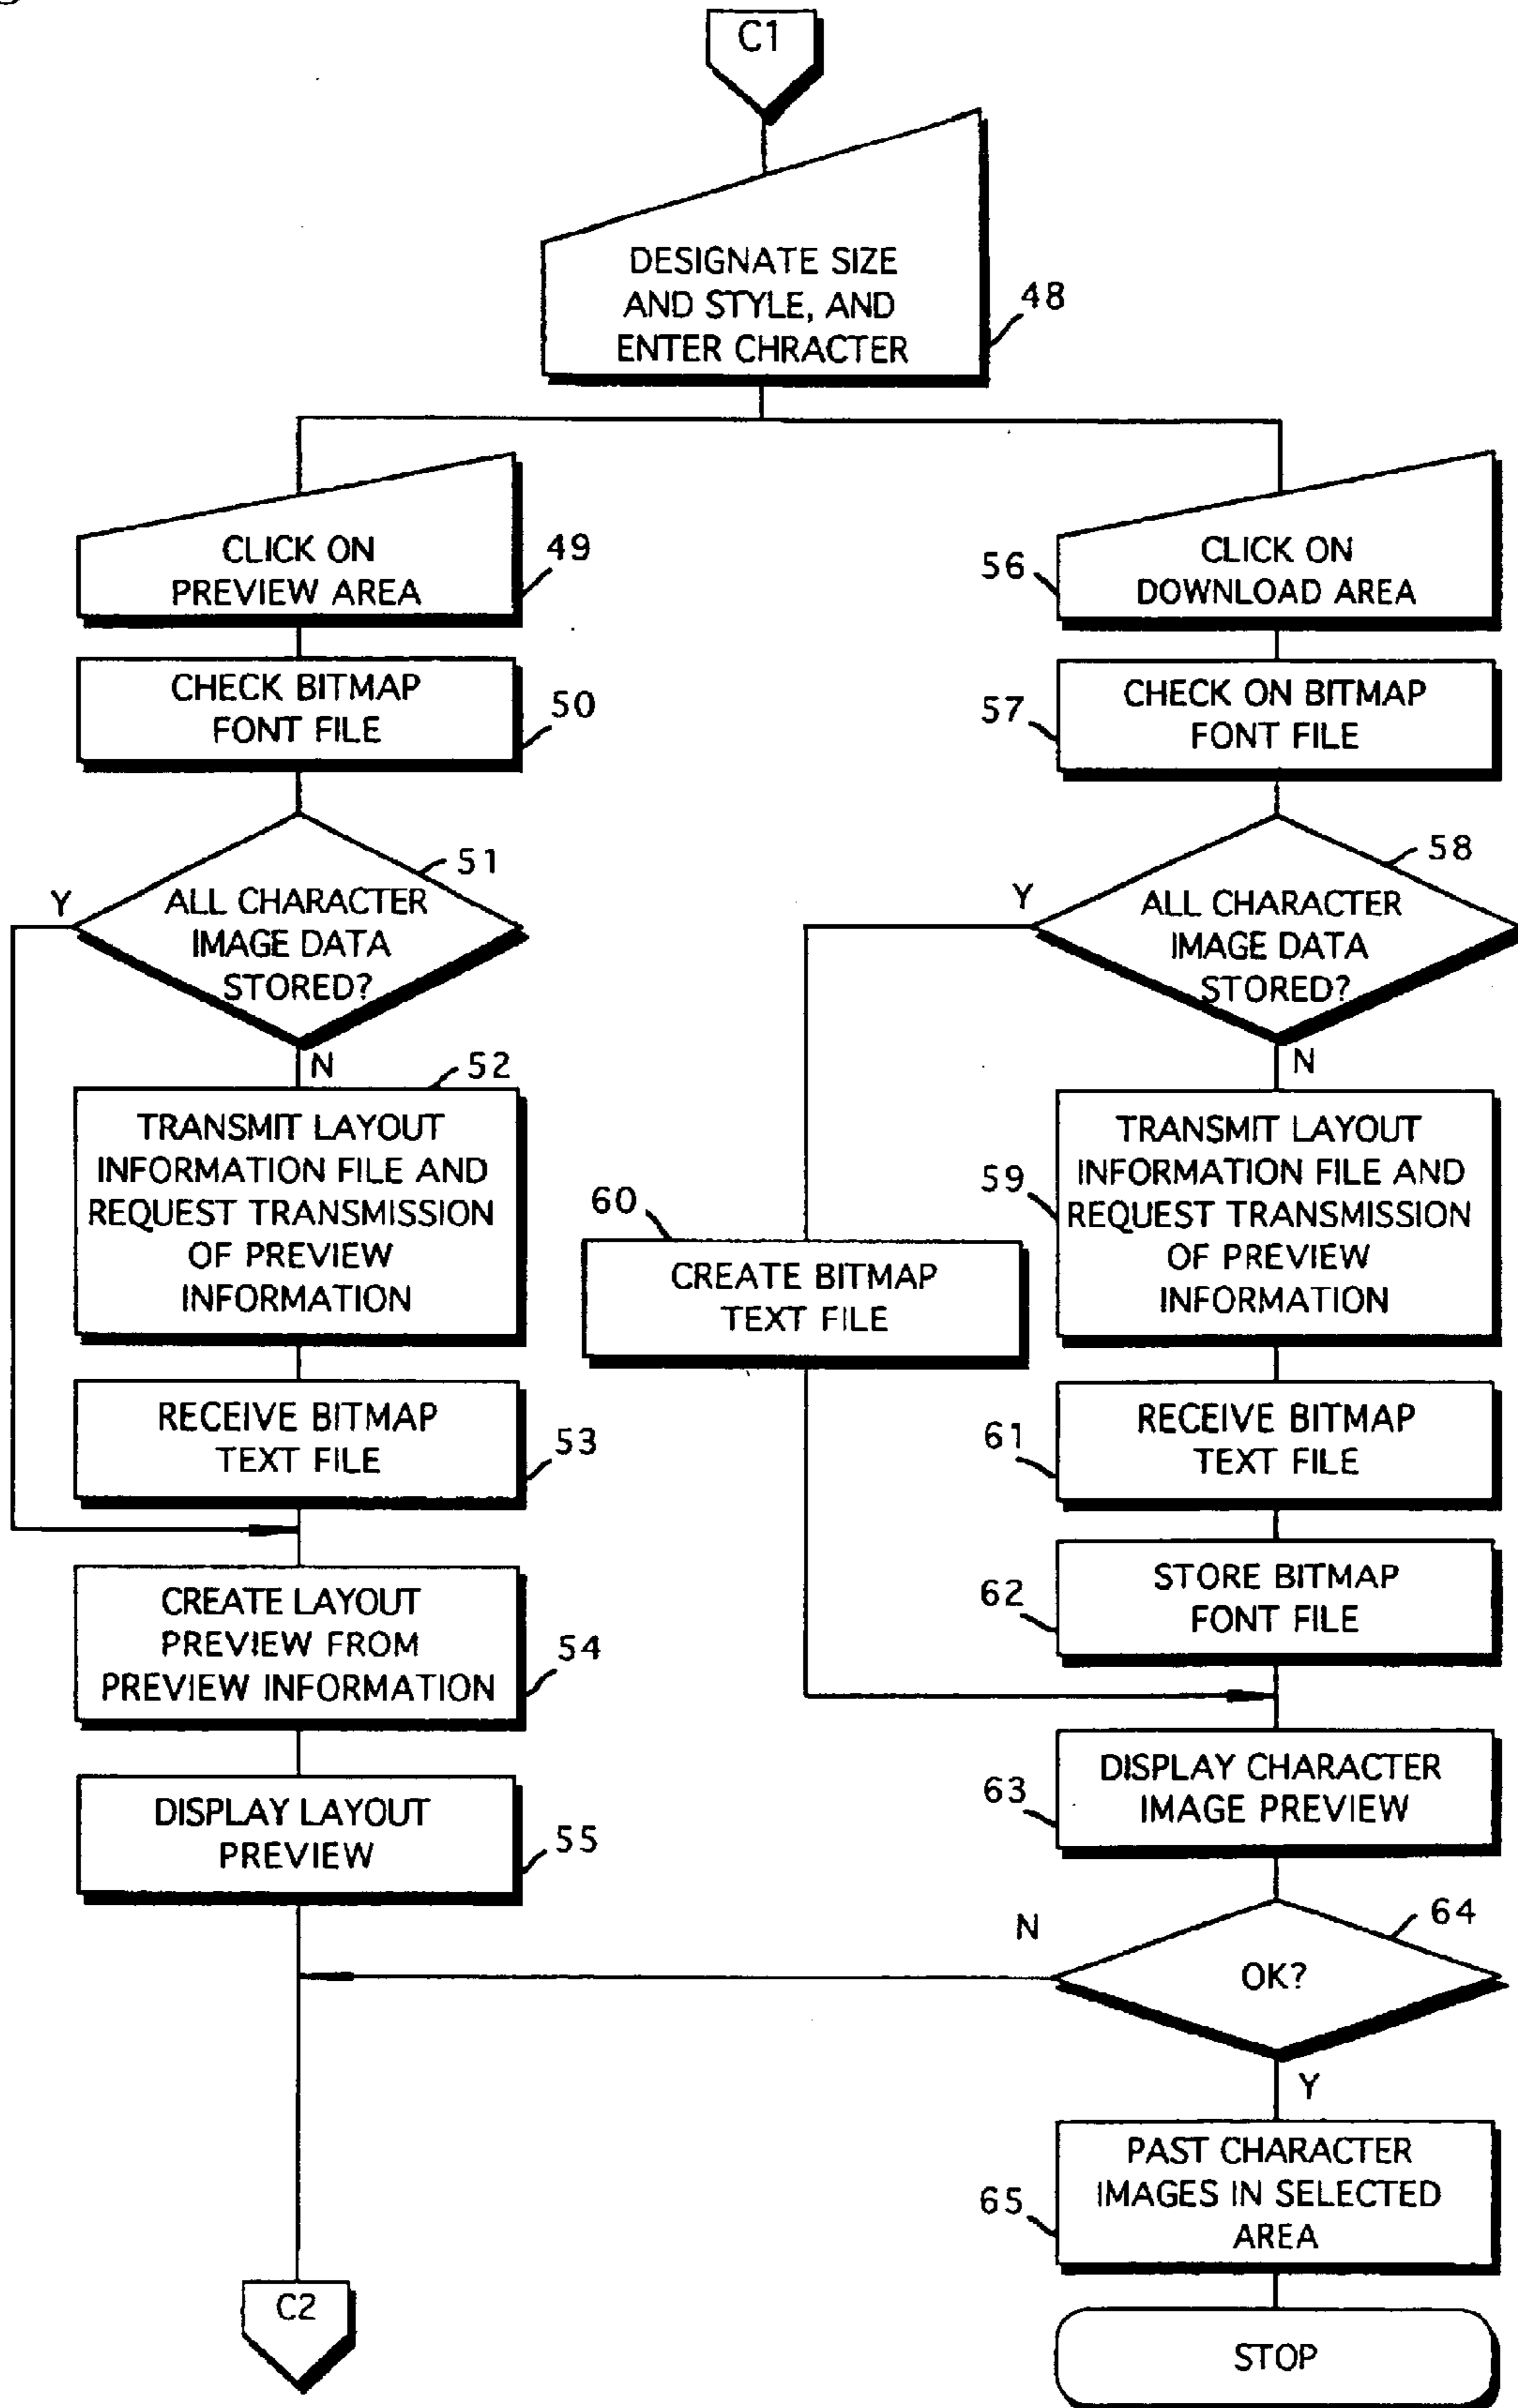 C1
DESIGNATE SIZE
AND STYLE, AND
ENTER CHRACTER
48
CLICK ON
PREVIEW AREA
49
CHECK BITMAP
FONT FILE
50
51
Y
ALL CHARACTER
IMAGE DATA
STORED?
N
52
TRANSMIT LAYOUT
INFORMATION FILE AND
REQUEST TRANSMISSION
OF PREVIEW
INFORMATION
RECEIVE BITMAP
TEXT FILE
53
CREATE LAYOUT
PREVIEW FROM
PREVIEW INFORMATION
54
DISPLAY LAYOUT
PREVIEW
55
C2
56
CLICK ON
DOWNLOAD AREA
57
CHECK ON BITMAP
FONT FILE
58
Y
ALL CHARACTER
IMAGE DATA
STORED?
N
59
TRANSMIT LAYOUT
INFORMATION FILE AND
REQUEST TRANSMISSION
OF PREVIEW
INFORMATION
60
CREATE BITMAP
TEXT FILE
61
RECEIVE BITMAP
TEXT FILE
62
STORE BITMAP
FONT FILE
63
DISPLAY CHARACTER
IMAGE PREVIEW
64
N
OK?
Y
65
PAST CHARACTER
IMAGES IN SELECTED
AREA
STOP